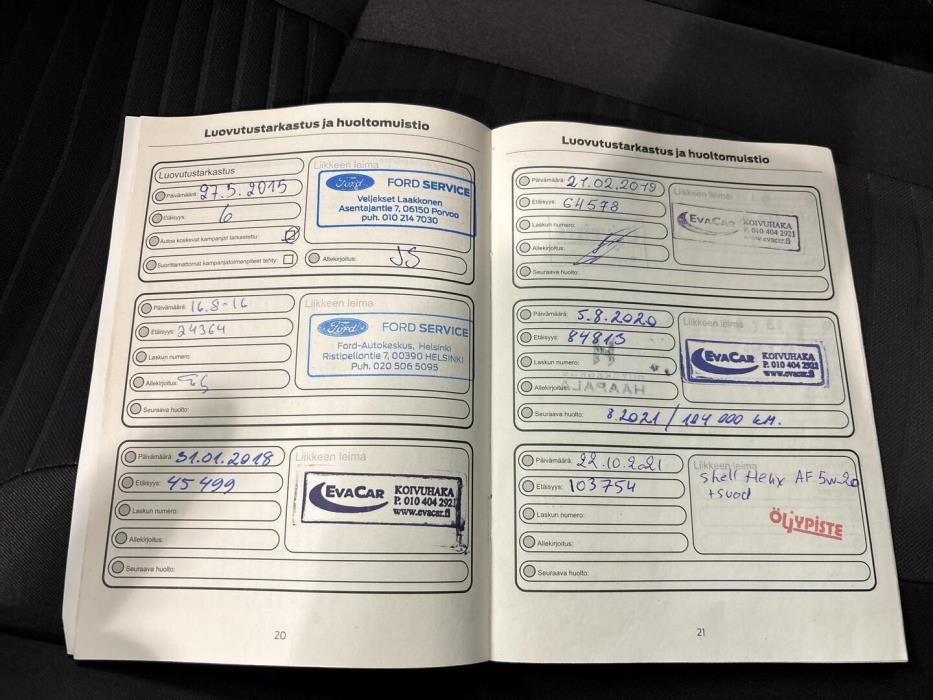 Luovutustarkastus ja huoltomuistio
Luovutustarkastus
Päivämäärä: 27.5.2015
Etäisyys: 6
Autoa koskevat kampanjat tarkastettu:
Suorittamattomat kampanjatoimenpiteet tehty:
Liikkeen leima
Ford FORD SERVICE
Veljekset Laakkonen
Asentajantie 7, 06150 Porvoo
puh. 010 214 7030
Allekirjoitus: JS
Päivämäärä: 16.8-16
Etäisyys: 24364
Laskun numero:
Allekirjoitus:
Seuraava huolto:
Liikkeen leima
Ford FORD SERVICE
Ford-Autokeskus, Helsinki
Ristipellontie 7, 00390 HELSINKI
Puh. 020 506 5095
Päivämäärä: 31.01.2018
Etäisyys: 45 499
Laskun numero:
Allekirjoitus:
Seuraava huolto:
Liikkeen leima
EVACAR KOIVUHAKA
P. 010 404 2921
www.evacar.fi
20
Luovutustarkastus ja huoltomuistio
Päivämäärä: 21.02.2019
Etäisyys: 64578
Laskun numero:
Allekirjoitus:
Seuraava huolto:
Liikkeen leima
EVACAR KOIVUHAKA
P. 010 404 2921
www.evacar.fi
Päivämäärä: 5.8.2020
Etäisyys: 84813
Laskun numero:
Allekirjoitus:
Seuraava huolto: 8.2021 / 104 000 km.
Liikkeen leima
EVACAR KOIVUHAKA
P. 010 404 2921
www.evacar.fi
HAAPALA
Päivämäärä: 22.10.2021
Etäisyys: 103754
Laskun numero:
Allekirjoitus:
Seuraava huolto:
Liikkeen leima
Shell Helix AF 5w-20
+suod
ÖLJYPISTE
21